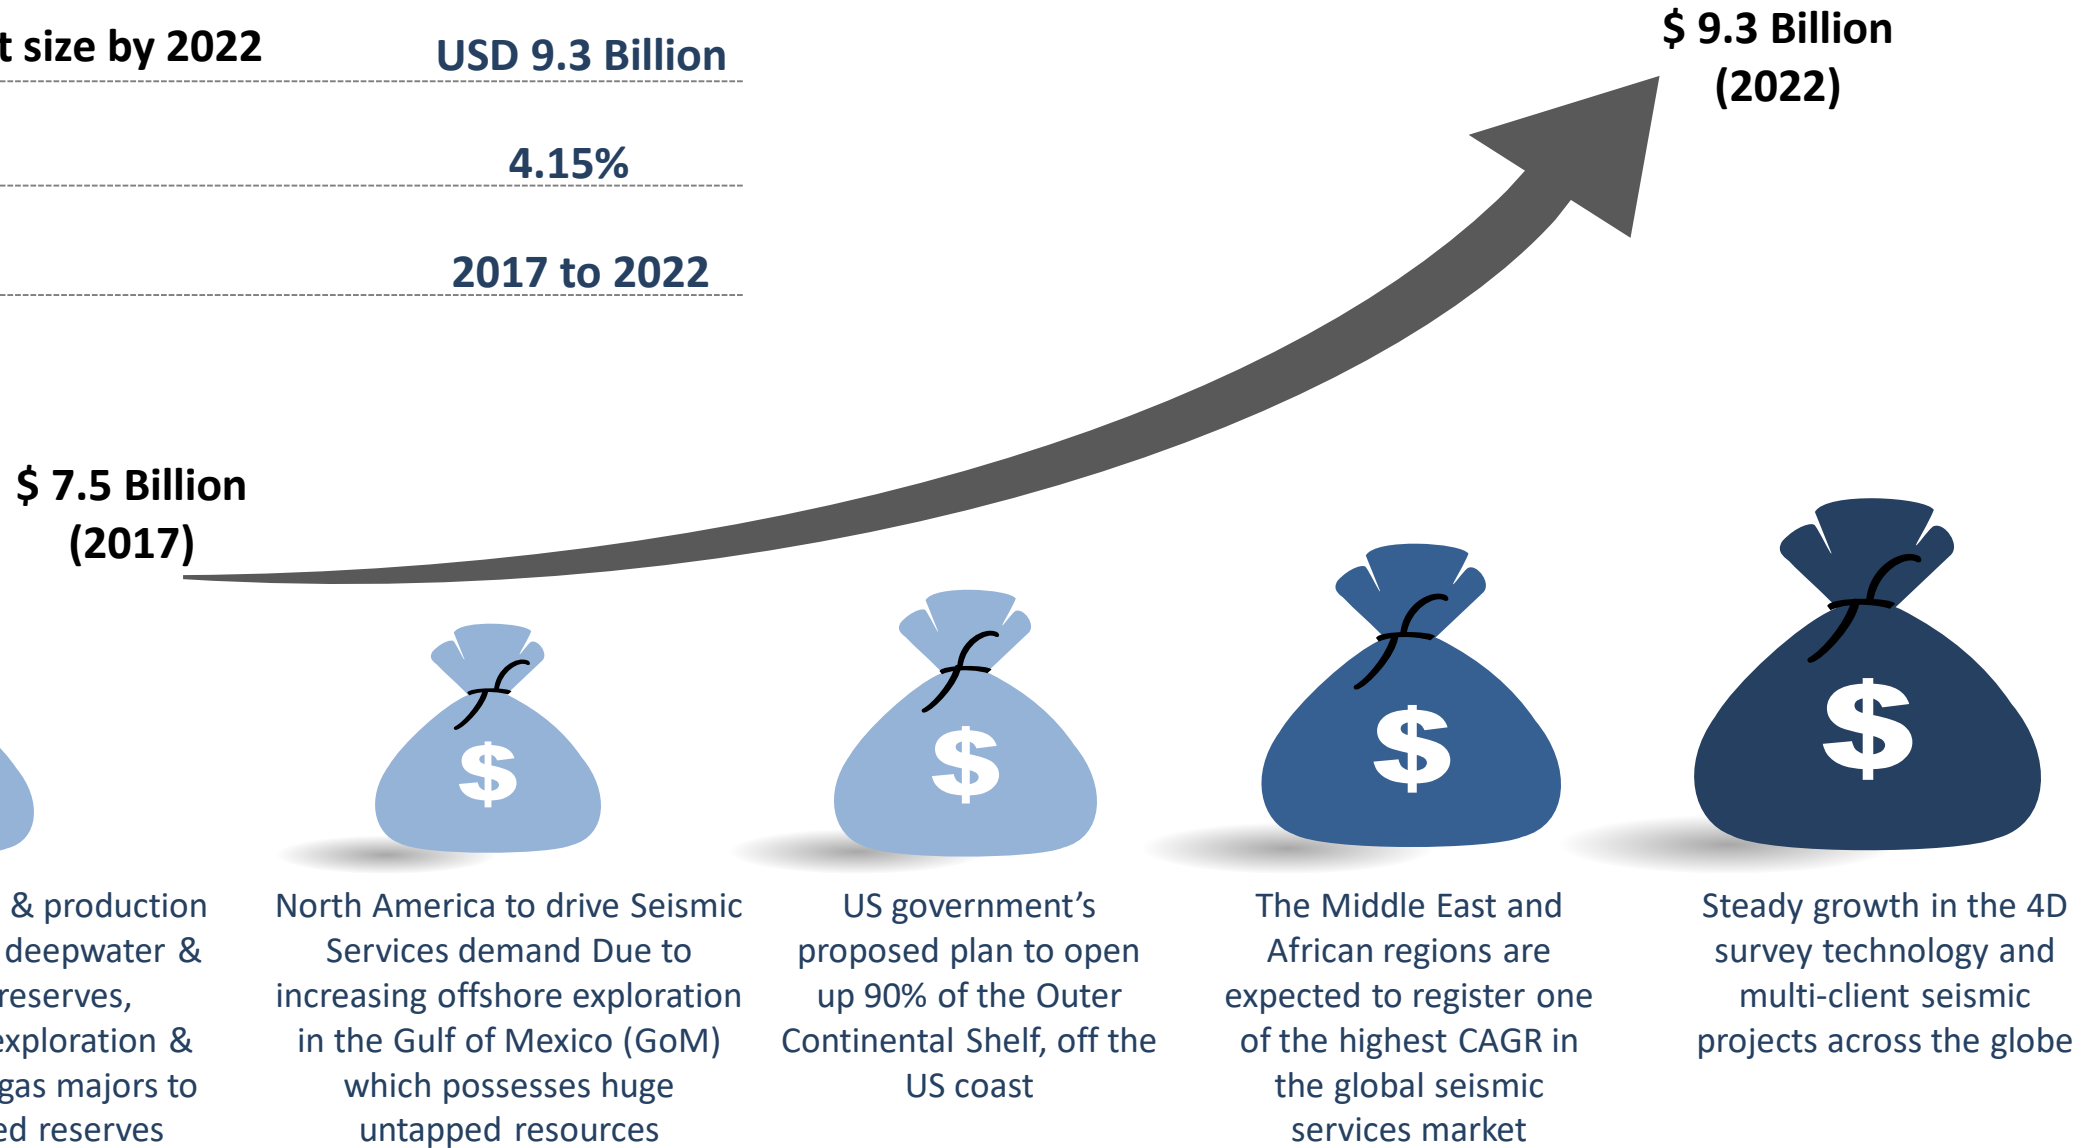 t size by 2022
USD 9.3 Billion
4.15%
2017 to 2022
$ 9.3 Billion
(2022)
$ 7.5 Billion
(2017)
$
$
$
$
& production
deepwater &
reserves,
exploration &
gas majors to
ed reserves
North America to drive Seismic
Services demand Due to
increasing offshore exploration
in the Gulf of Mexico (GoM)
which possesses huge
untapped resources
US government’s
proposed plan to open
up 90% of the Outer
Continental Shelf, off the
US coast
The Middle East and
African regions are
expected to register one
of the highest CAGR in
the global seismic
services market
Steady growth in the 4D
survey technology and
multi-client seismic
projects across the globe